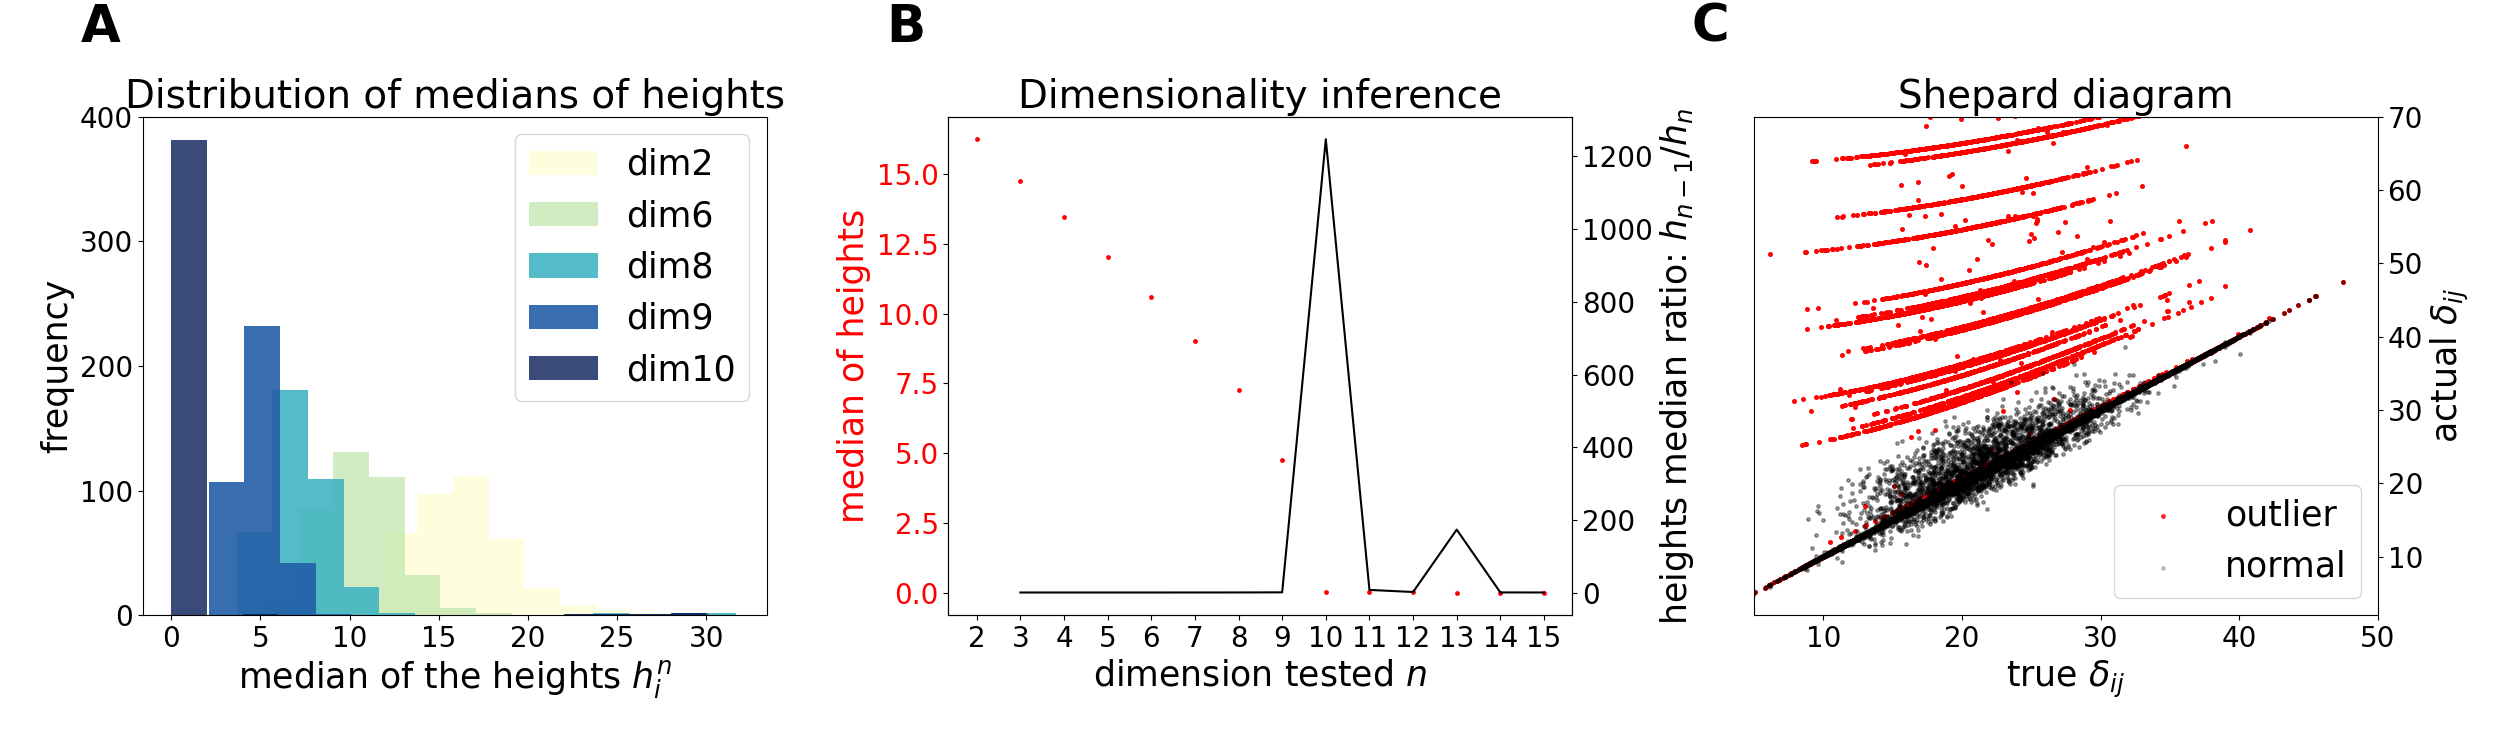 A
Distribution of medians of heights
400
300
200
100
0
frequency
dim2
dim6
dim8
dim9
dim10
0 5 10 15 20 25 30
median of the heights $h_i^n$
B
Dimensionality inference
15.0
12.5
10.0
7.5
5.0
2.5
0.0
median of heights
1200
1000
800
600
400
200
0
heights median ratio: $h_{n-1}/h_n$
2 3 4 5 6 7 8 9 10 11 12 13 14 15
dimension tested $n$
C
Shepard diagram
70
60
50
40
30
20
10
actual $\delta_{ij}$
outlier
normal
10 20 30 40 50
true $\delta_{ij}$